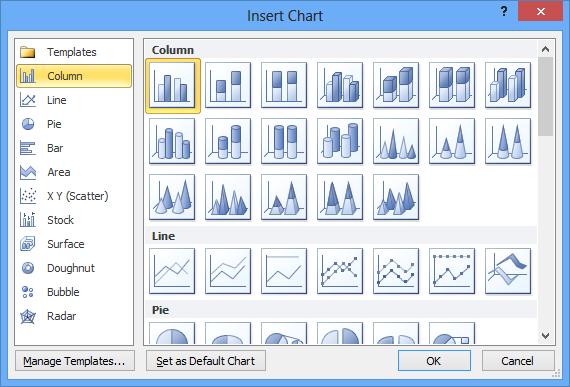 Insert Chart
?
Templates
Column
Line
Pie
Bar
Area
X Y (Scatter)
Stock
Surface
Doughnut
Bubble
Radar
Column
Line
Pie
Manage Templates...
Set as Default Chart
OK
Cancel